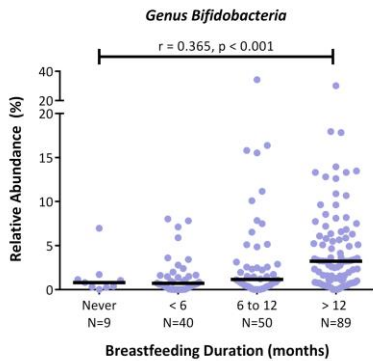 Genus Bifidobacteria
r = 0.365, p < 0.001
Relative Abundance (%)
40
30
20
15
10
5
0
Never < 6 6 to 12 > 12
N=9 N=40 N=50 N=89
Breastfeeding Duration (months)